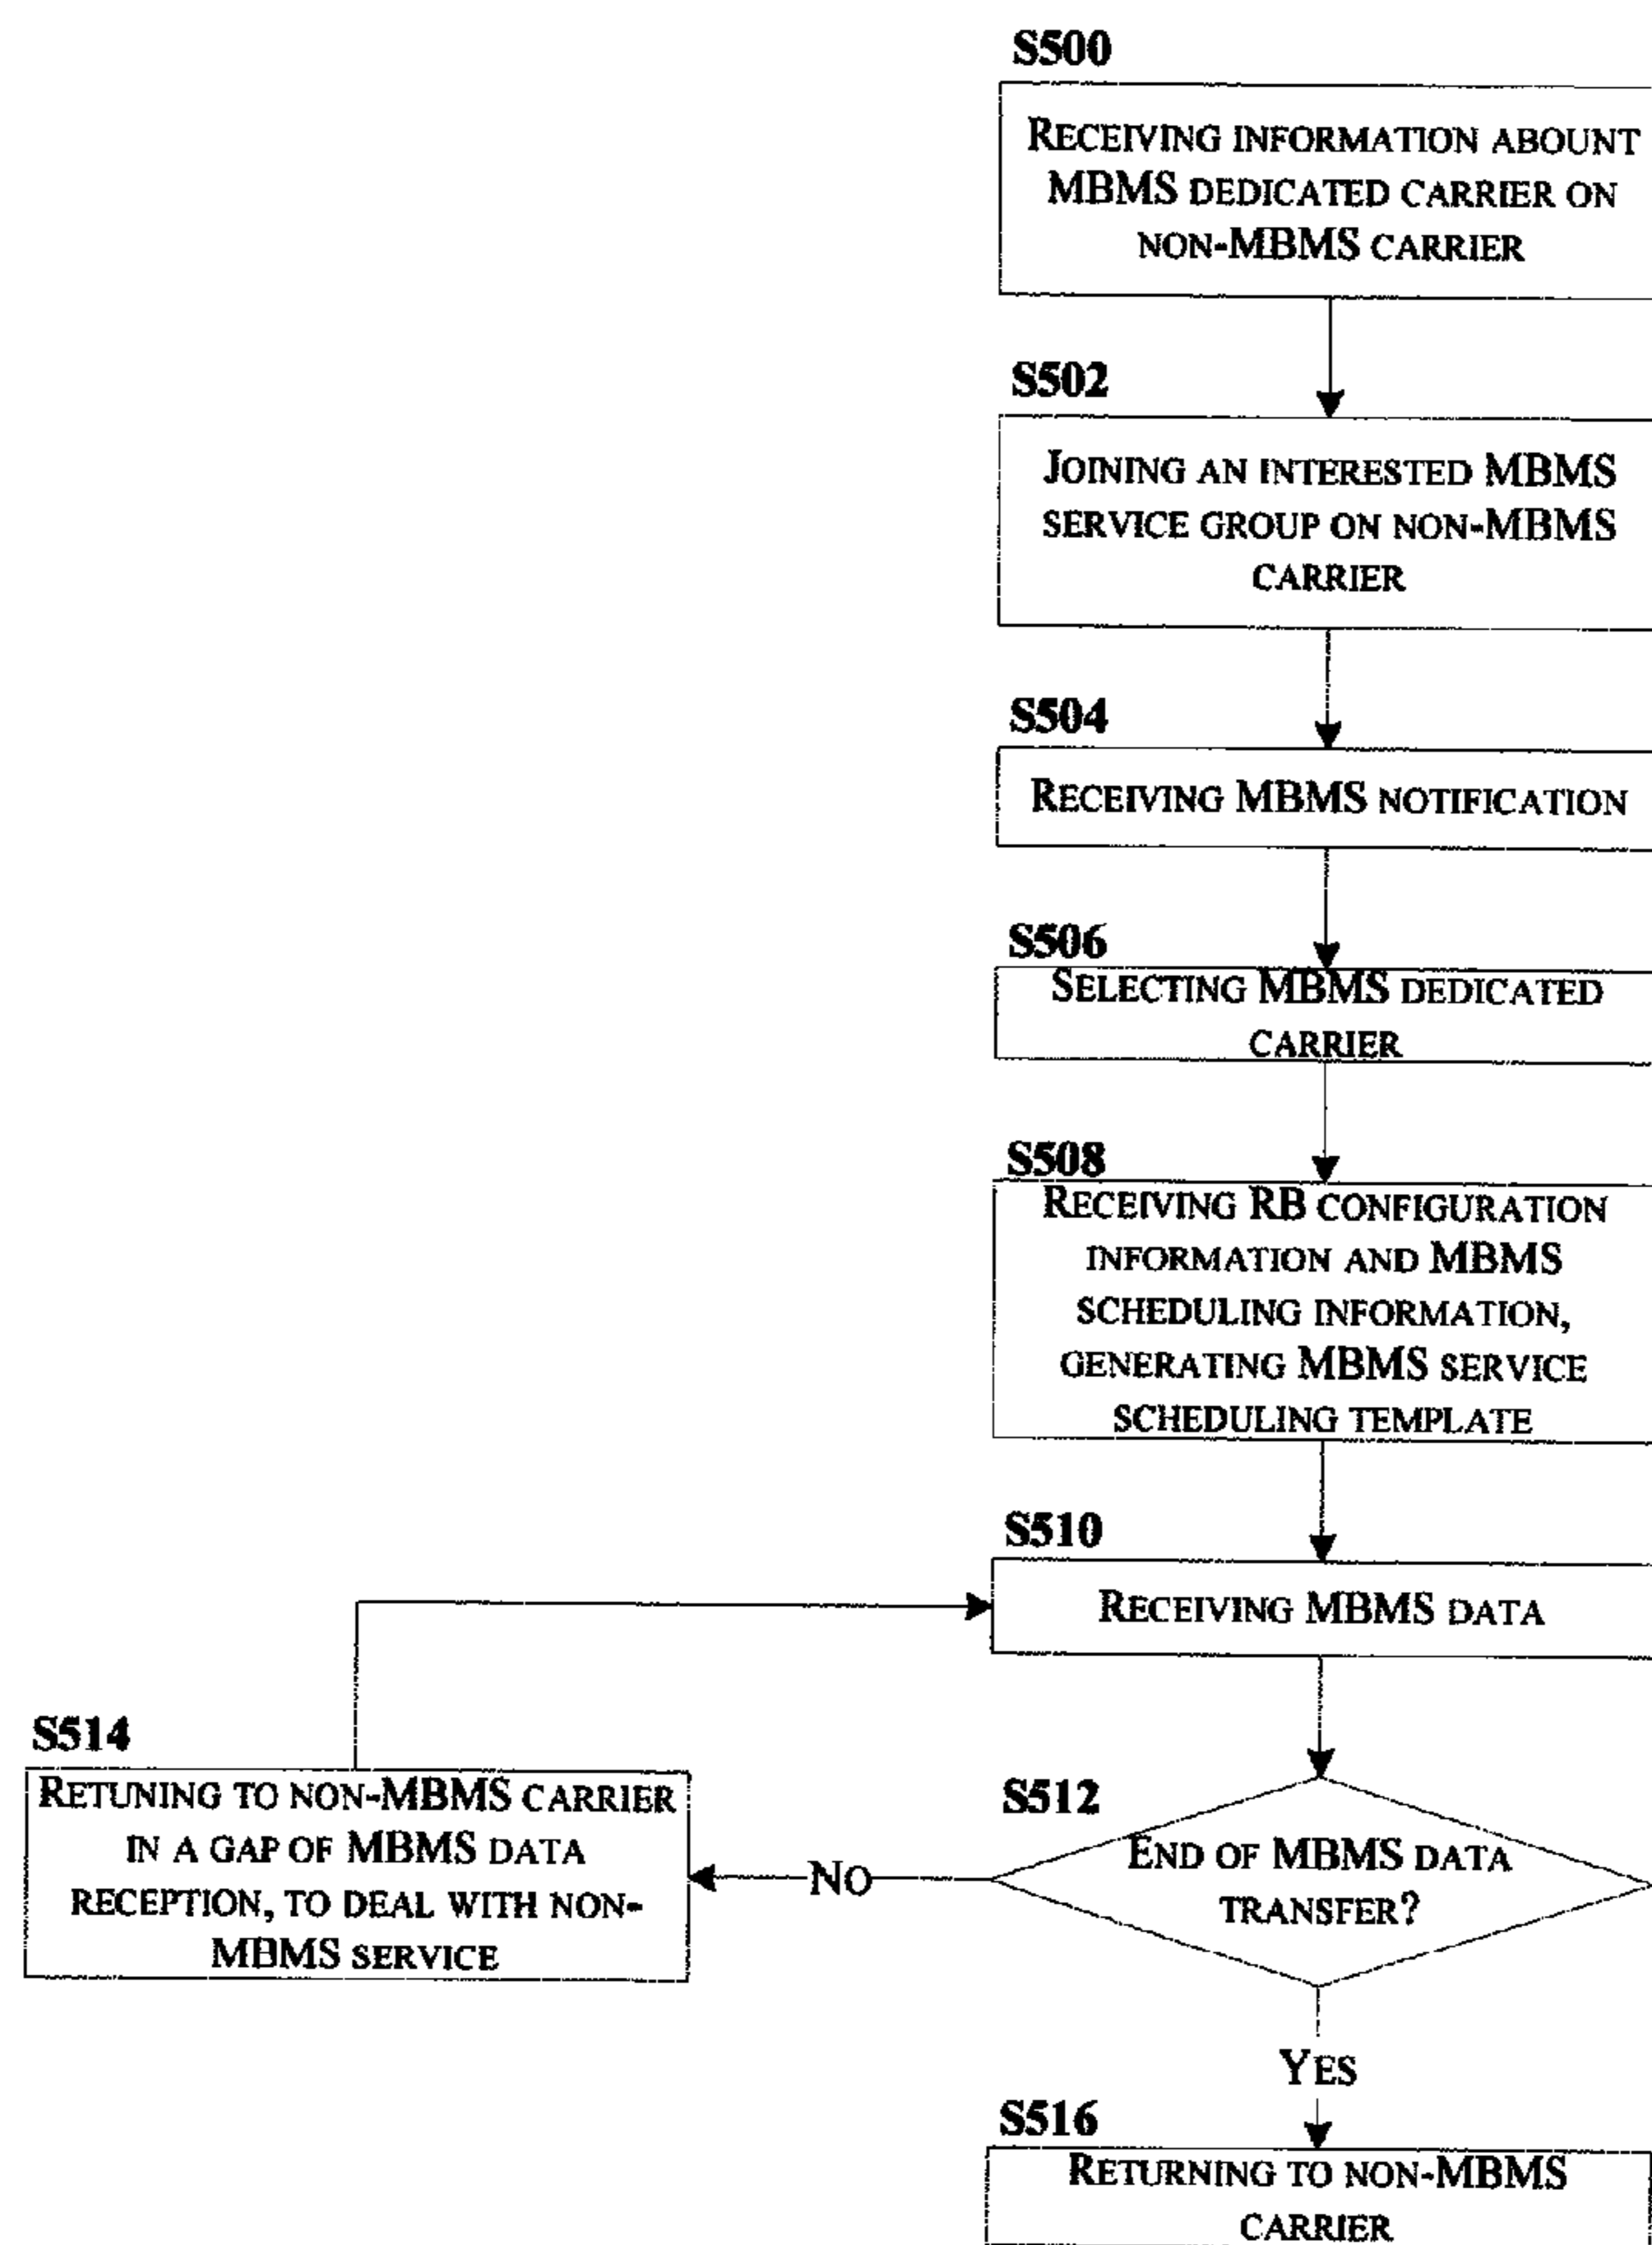 S500
RECEIVING INFORMATION ABOUNT
MBMS DEDICATED CARRIER ON
NON-MBMS CARRIER
S502
JOINING AN INTERESTED MBMS
SERVICE GROUP ON NON-MBMS
CARRIER
S504
RECEIVING MBMS NOTIFICATION
S506
SELECTING MBMS DEDICATED
CARRIER
S508
RECEIVING RB CONFIGURATION
INFORMATION AND MBMS
SCHEDULING INFORMATION,
GENERATING MBMS SERVICE
SCHEDULING TEMPLATE
S510
RECEIVING MBMS DATA
S512
END OF MBMS DATA
TRANSFER?
NO
S514
RETUNING TO NON-MBMS CARRIER
IN A GAP OF MBMS DATA
RECEPTION, TO DEAL WITH NON-
MBMS SERVICE
YES
S516
RETURNING TO NON-MBMS
CARRIER